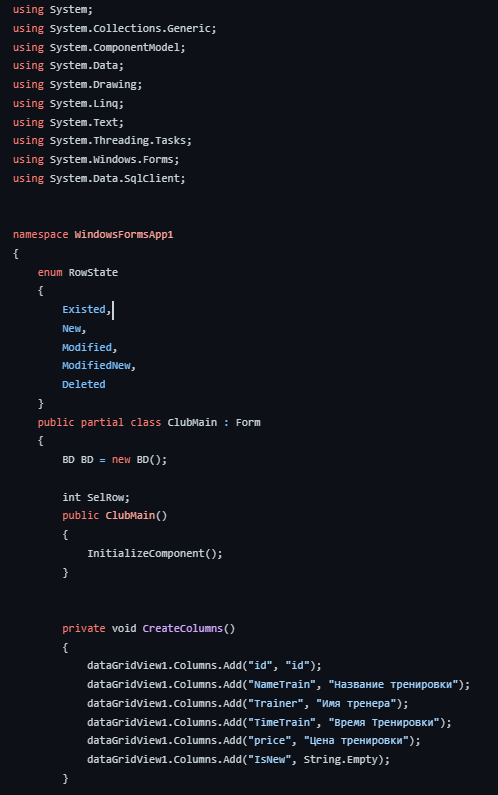 using System;
using System.Collections.Generic;
using System.ComponentModel;
using System.Data;
using System.Drawing;
using System.Linq;
using System.Text;
using System.Threading.Tasks;
using System.Windows.Forms;
using System.Data.SqlClient;
namespace WindowsFormsApp1
{
enum RowState
{
Existed,
New,
Modified,
ModifiedNew,
Deleted
}
public partial class ClubMain : Form
{
BD BD = new BD();
int SelRow;
public ClubMain()
{
InitializeComponent();
}
private void CreateColumns()
{
dataGridView1.Columns.Add("id", "id");
dataGridView1.Columns.Add("NameTrain", "Название тренировки");
dataGridView1.Columns.Add("Trainer", "Имя тренера");
dataGridView1.Columns.Add("TimeTrain", "Время Тренировки");
dataGridView1.Columns.Add("price", "Цена тренировки");
dataGridView1.Columns.Add("IsNew", String.Empty);
}